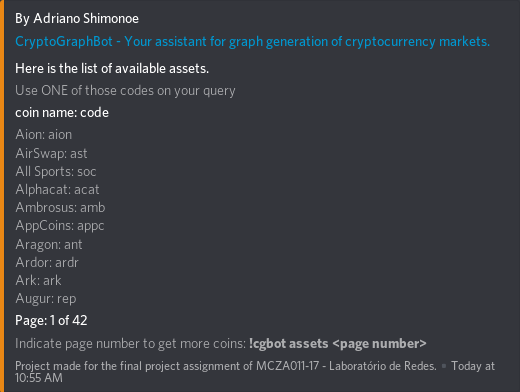 By Adriano Shimonoe
CryptoGraphBot - Your assistant for graph generation of cryptocurrency markets.
Here is the list of available assets.
Use ONE of those codes on your query
coin name: code
Aion: aion
AirSwap: ast
All Sports: soc
Alphacat: acat
Ambrosus: amb
AppCoins: appc
Aragon: ant
Ardor: ardr
Ark: ark
Augur: rep
Page: 1 of 42
Indicate page number to get more coins: !cgbot assets <page number>
Project made for the final project assignment of MCZA011-17 - Laboratório de Redes. • Today at
10:55 AM